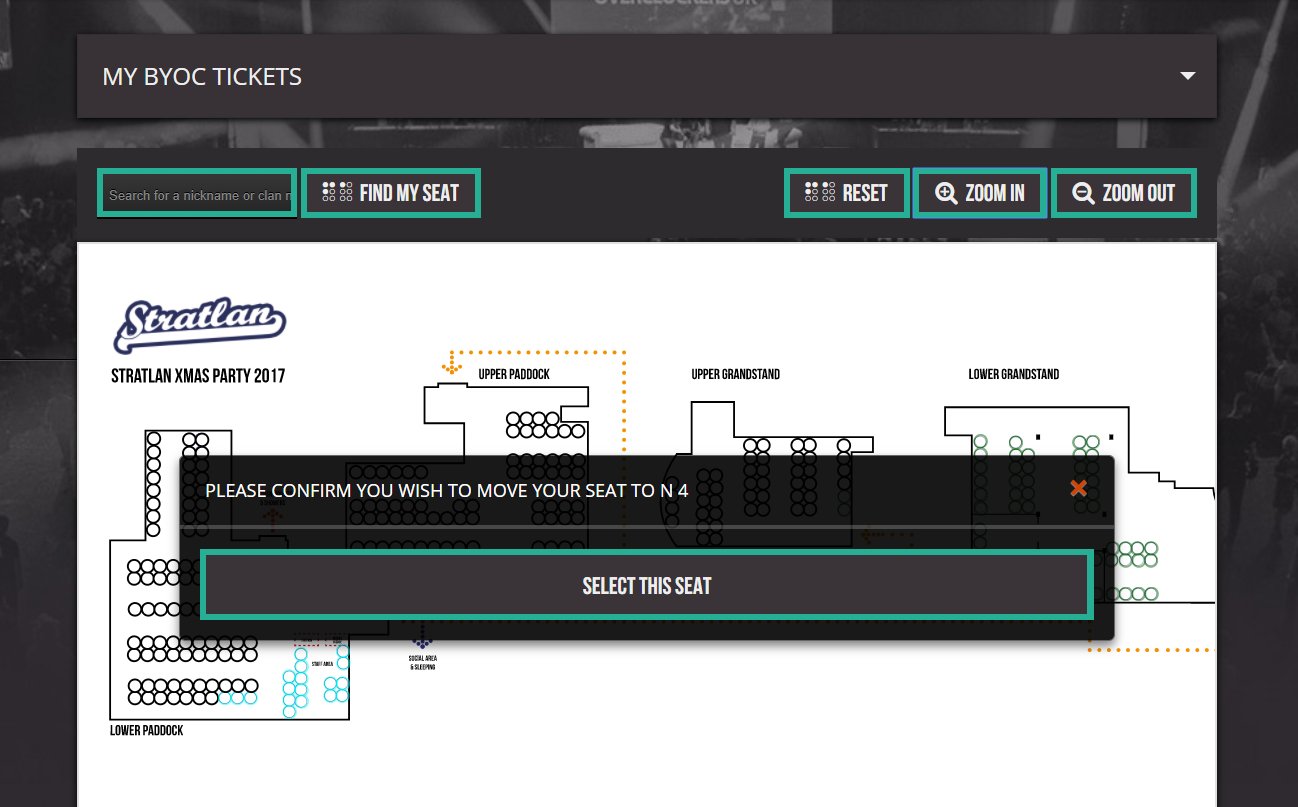 OVERCLOCKERS UK
MY BYOC TICKETS
Search for a nickname or clan n
FIND MY SEAT
RESET
ZOOM IN
ZOOM OUT
Stratlan
STRATLAN XMAS PARTY 2017
UPPER PADDOCK
UPPER GRANDSTAND
LOWER GRANDSTAND
PLEASE CONFIRM YOU WISH TO MOVE YOUR SEAT TO N 4
SELECT THIS SEAT
STAFF AREA
SOCIAL AREA
& SLEEPING
LOWER PADDOCK